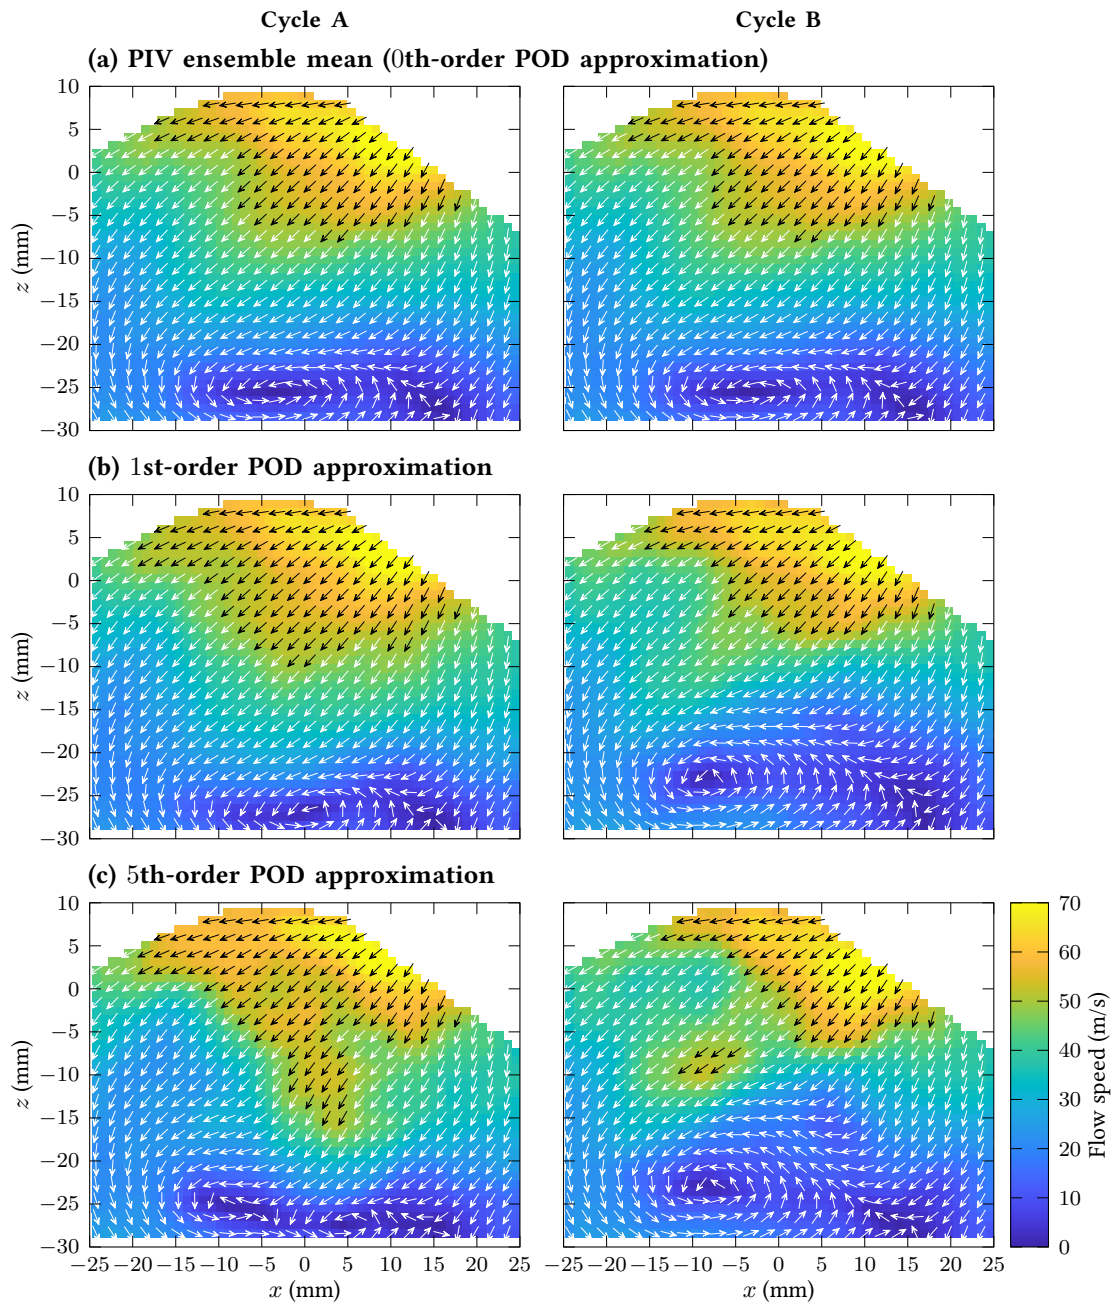 Cycle A Cycle B
(a) PIV ensemble mean (0th-order POD approximation)
10
5
0
−5
−10
−15
−20
−25
−30
z (mm)
(b) 1st-order POD approximation
10
5
0
−5
−10
−15
−20
−25
−30
z (mm)
(c) 5th-order POD approximation
10
5
0
−5
−10
−15
−20
−25
−30
z (mm)
−25 −20 −15 −10 −5 0 5 10 15 20 25
x (mm)
−25 −20 −15 −10 −5 0 5 10 15 20 25
x (mm)
70
60
50
40
30
20
10
0
Flow speed (m/s)